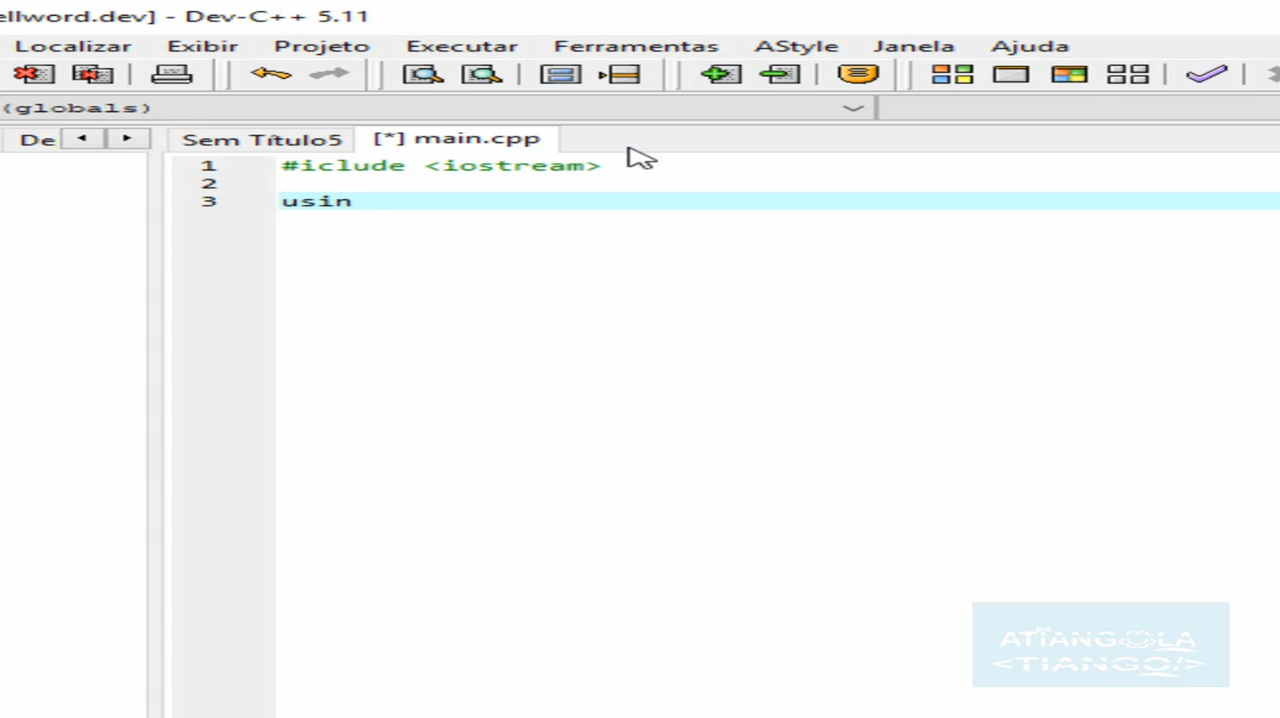 ellword.dev] - Dev-C++ 5.11
Localizar Exibir Projeto Executar Ferramentas AStyle Janela Ajuda
(globals)
De Sem Título5 [*] main.cpp
1 #iclude <iostream>
2
3 usin
ATIANGOLA
<TIANGO/>